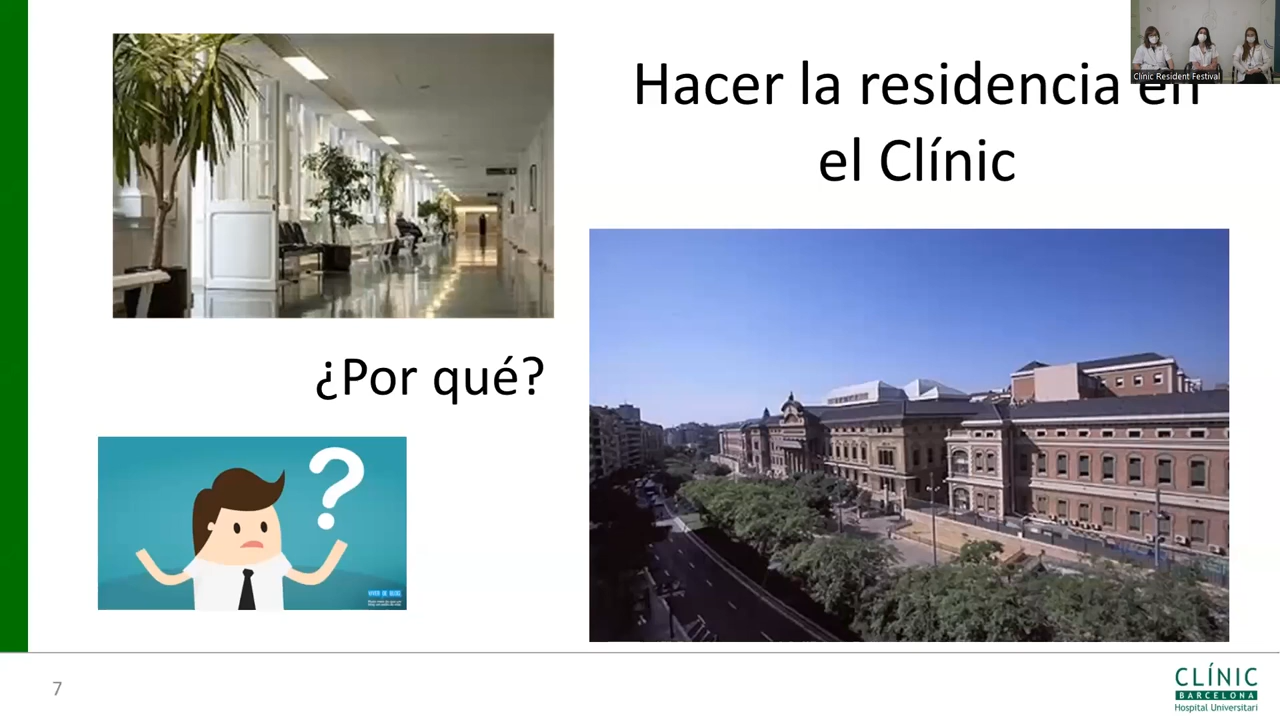 Clínic Resident Festival
Hacer la residencia en
el Clínic
¿Por qué?
7
CLÍNIC
BARCELONA
Hospital Universitari